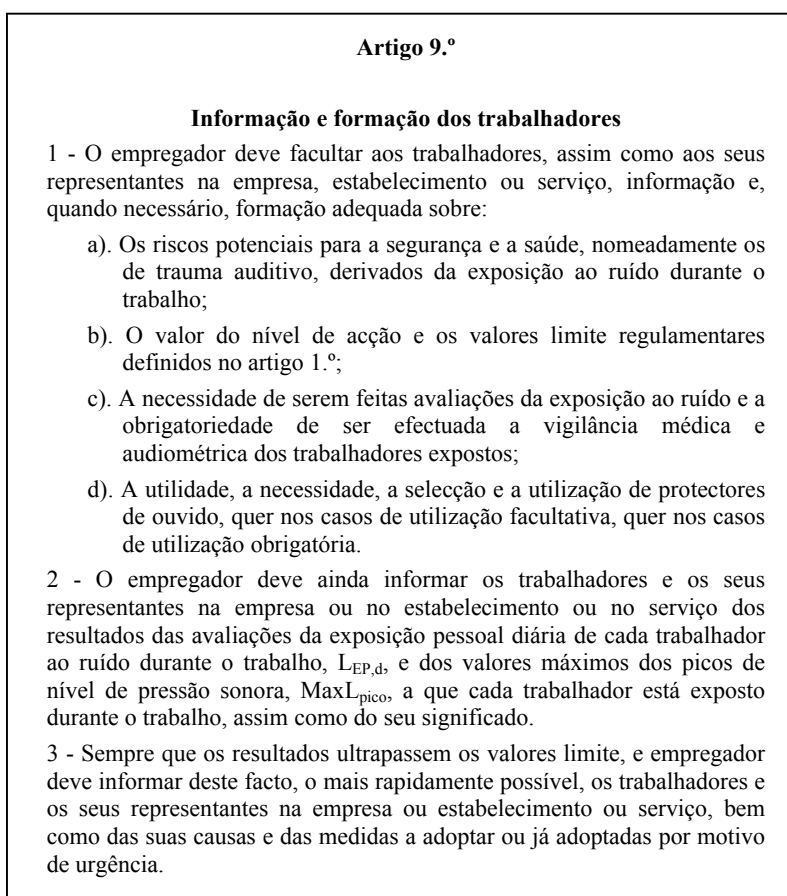 Artigo 9.º
Informação e formação dos trabalhadores
1 - O empregador deve facultar aos trabalhadores, assim como aos seus
representantes na empresa, estabelecimento ou serviço, informação e,
quando necessário, formação adequada sobre:
a). Os riscos potenciais para a segurança e a saúde, nomeadamente os
de trauma auditivo, derivados da exposição ao ruído durante o
trabalho;
b). O valor do nível de acção e os valores limite regulamentares
definidos no artigo 1.º;
c). A necessidade de serem feitas avaliações da exposição ao ruído e a
obrigatoriedade de ser efectuada a vigilância médica e
audiométrica dos trabalhadores expostos;
d). A utilidade, a necessidade, a selecção e a utilização de protectores
de ouvido, quer nos casos de utilização facultativa, quer nos casos
de utilização obrigatória.
2 - O empregador deve ainda informar os trabalhadores e os seus
representantes na empresa ou no estabelecimento ou no serviço dos
resultados das avaliações da exposição pessoal diária de cada trabalhador
ao ruído durante o trabalho, LEP,d, e dos valores máximos dos picos de
nível de pressão sonora, MaxLpico, a que cada trabalhador está exposto
durante o trabalho, assim como do seu significado.
3 - Sempre que os resultados ultrapassem os valores limite, e empregador
deve informar deste facto, o mais rapidamente possível, os trabalhadores e
os seus representantes na empresa ou estabelecimento ou serviço, bem
como das suas causas e das medidas a adoptar ou já adoptadas por motivo
de urgência.